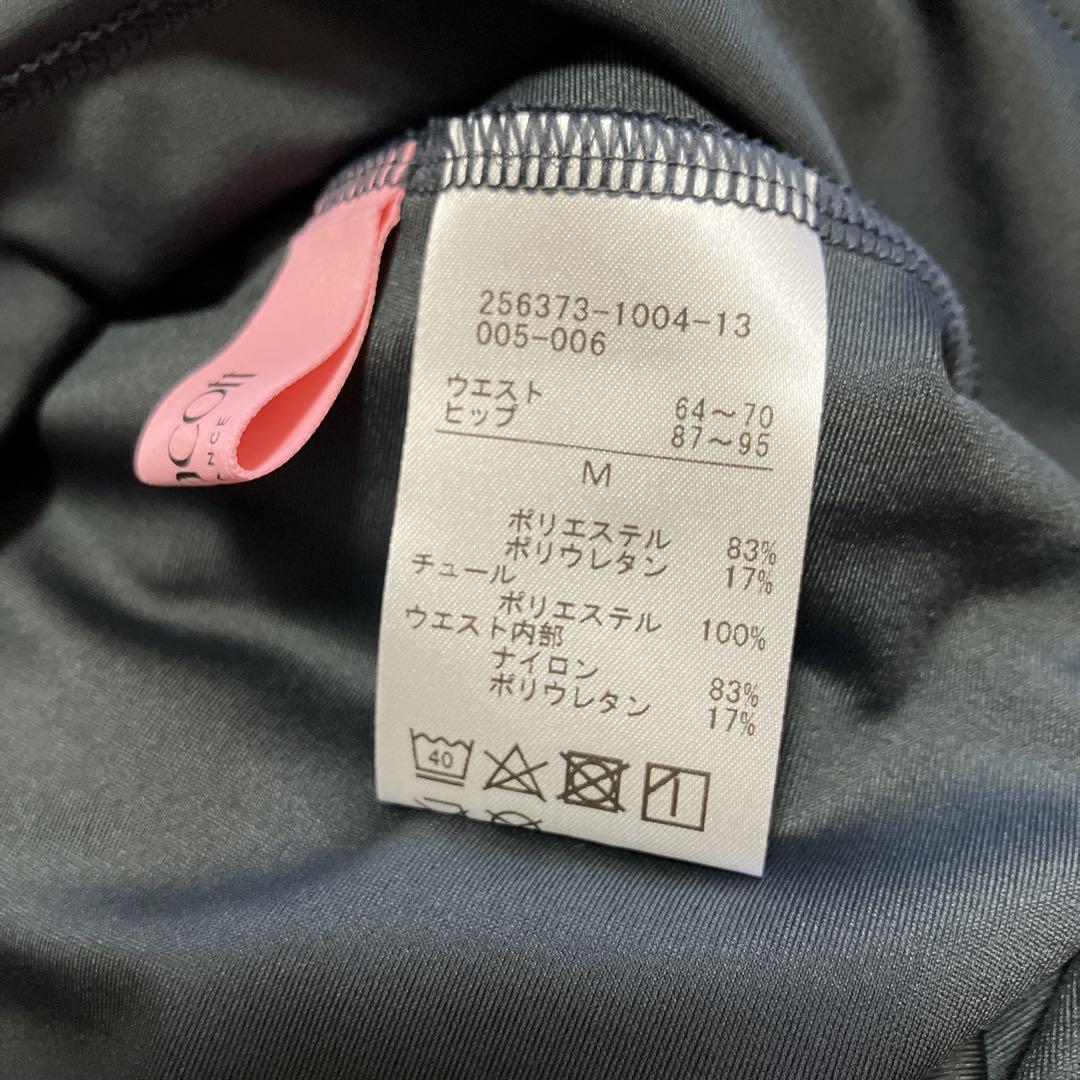 256373-1004-13
005-006
ウエスト 64~70
ヒップ 87~95
M
ポリエステル 83%
ポリウレタン 17%
チュール
ポリエステル 100%
ウエスト内部
ナイロン 83%
ポリウレタン 17%
40